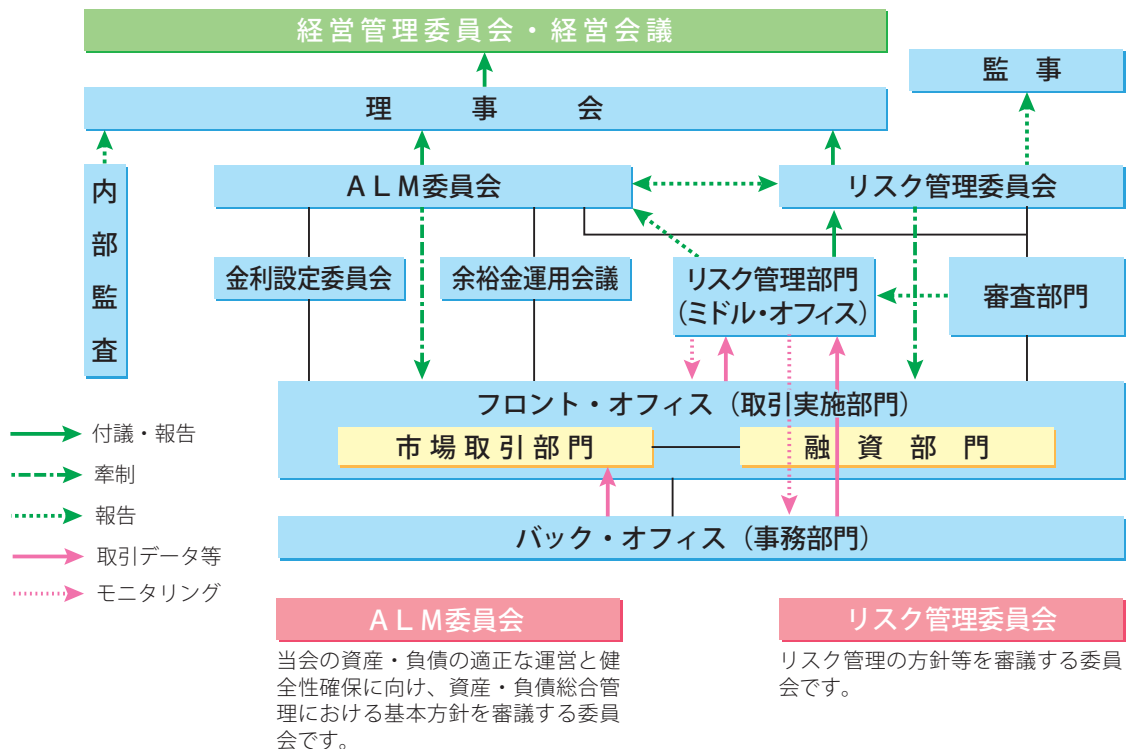 経営管理委員会・経営会議
監事
理事会
内部監査
ALM委員会
リスク管理委員会
金利設定委員会
余裕金運用会議
リスク管理部門
(ミドル・オフィス)
審査部門
フロント・オフィス(取引実施部門)
市場取引部門
融資部門
バック・オフィス(事務部門)
付議・報告
牽制
報告
取引データ等
モニタリング
ALM委員会
当会の資産・負債の適正な運営と健
全性確保に向け、資産・負債総合管
理における基本方針を審議する委員
会です。
リスク管理委員会
リスク管理の方針等を審議する委員
会です。